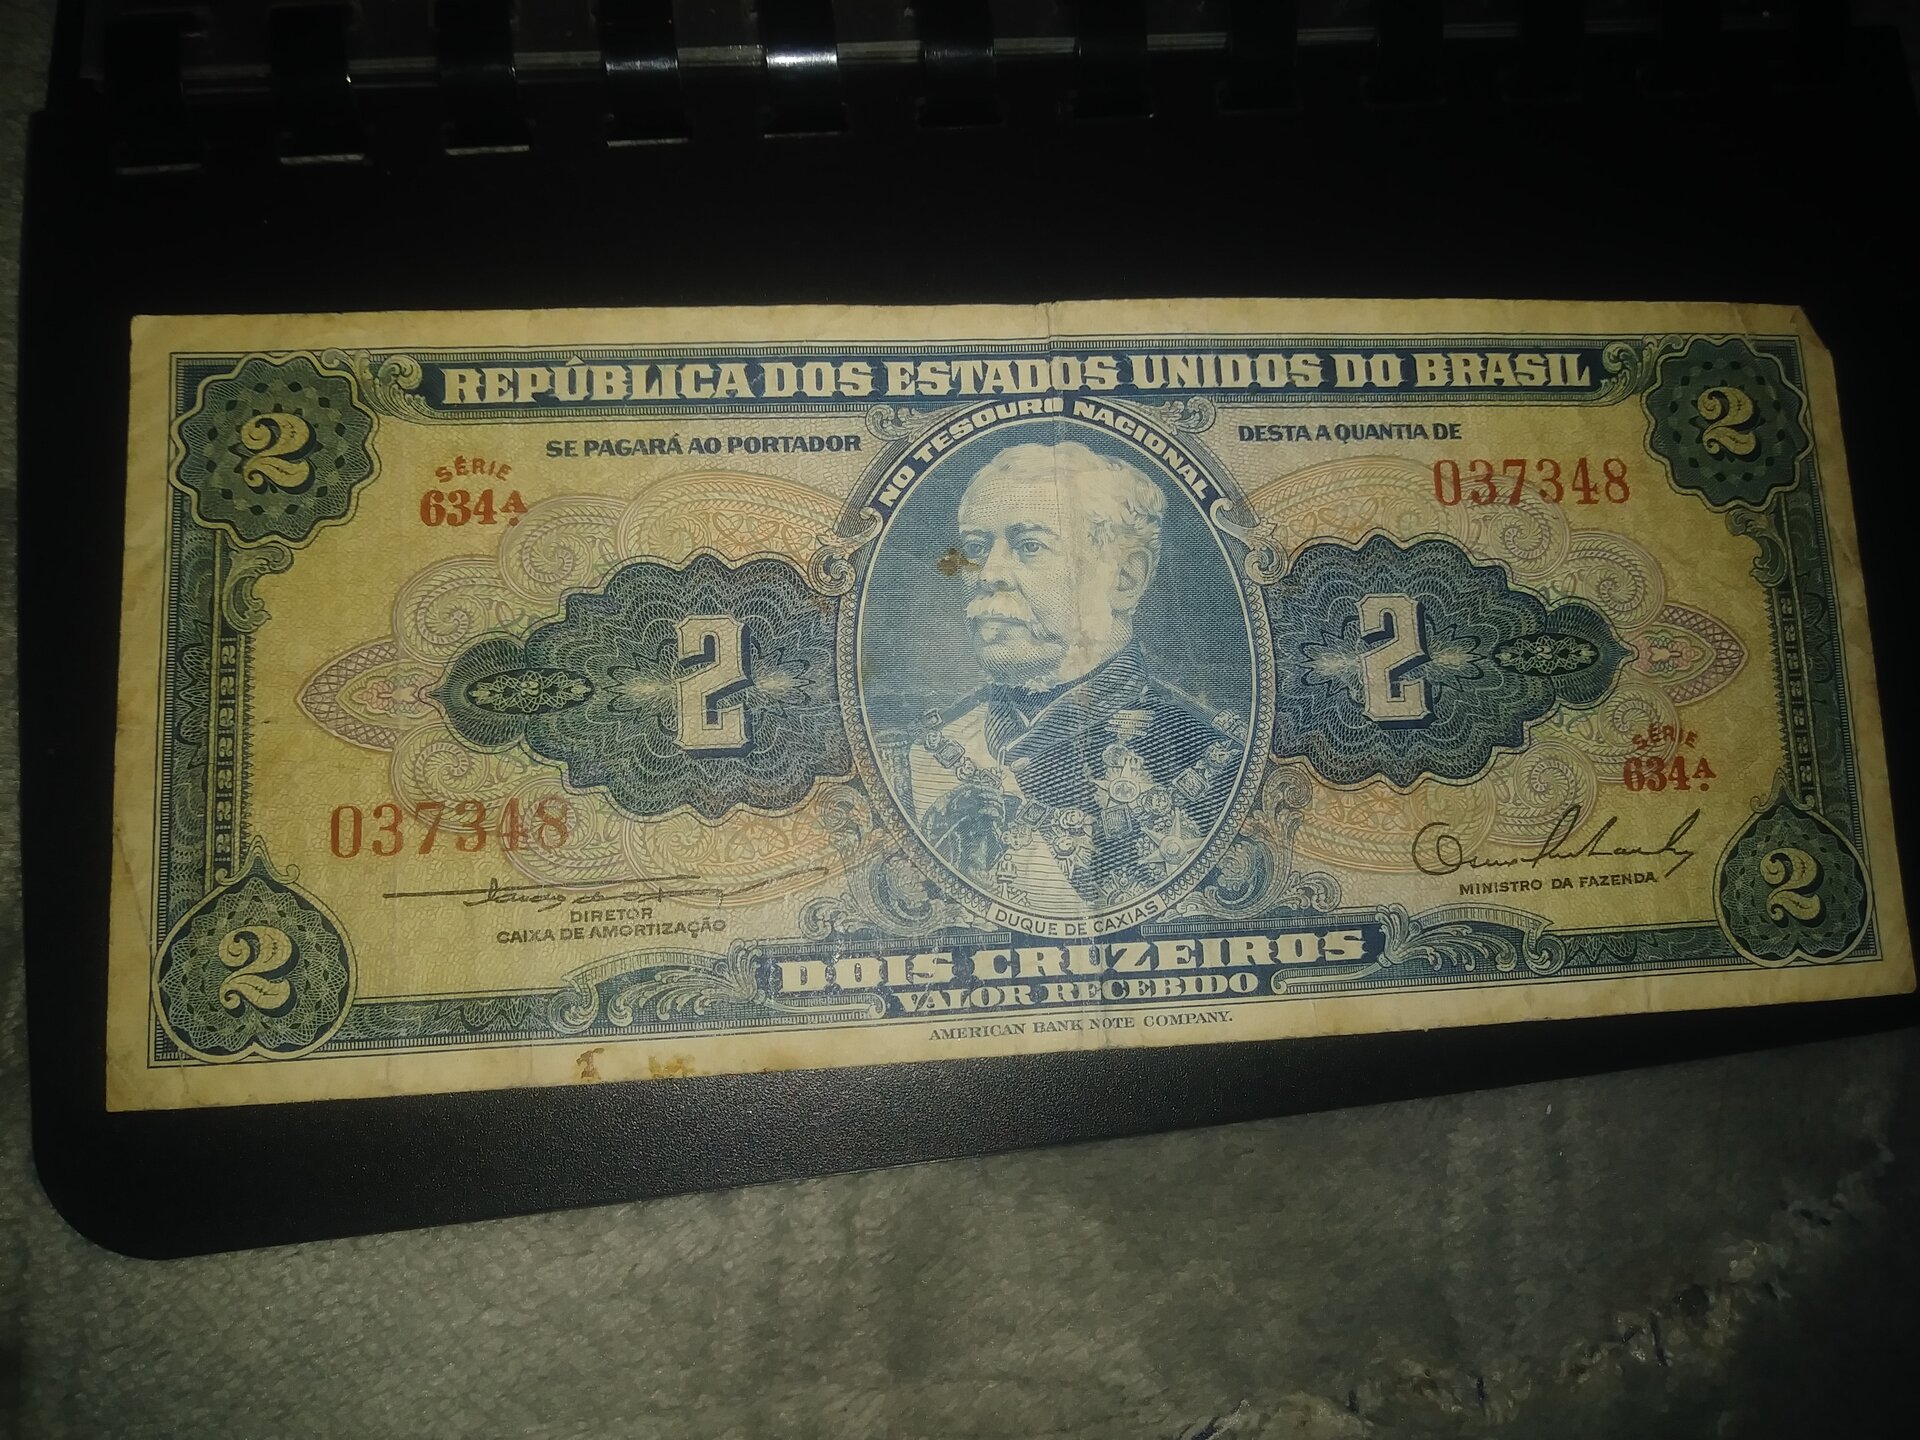 REPÚBLICA DOS ESTADOS UNIDOS DO BRASIL
2
2
NO TESOURO NACIONAL
SE PAGARÁ AO PORTADOR
DESTA A QUANTIA DE
SÉRIE
634A.
037348
2
2
SÉRIE
634A.
037348
DIRETOR
CAIXA DE AMORTIZAÇÃO
MINISTRO DA FAZENDA
DUQUE DE CAXIAS
2
2
DOIS CRUZEIROS
VALOR RECEBIDO
AMERICAN BANK NOTE COMPANY.